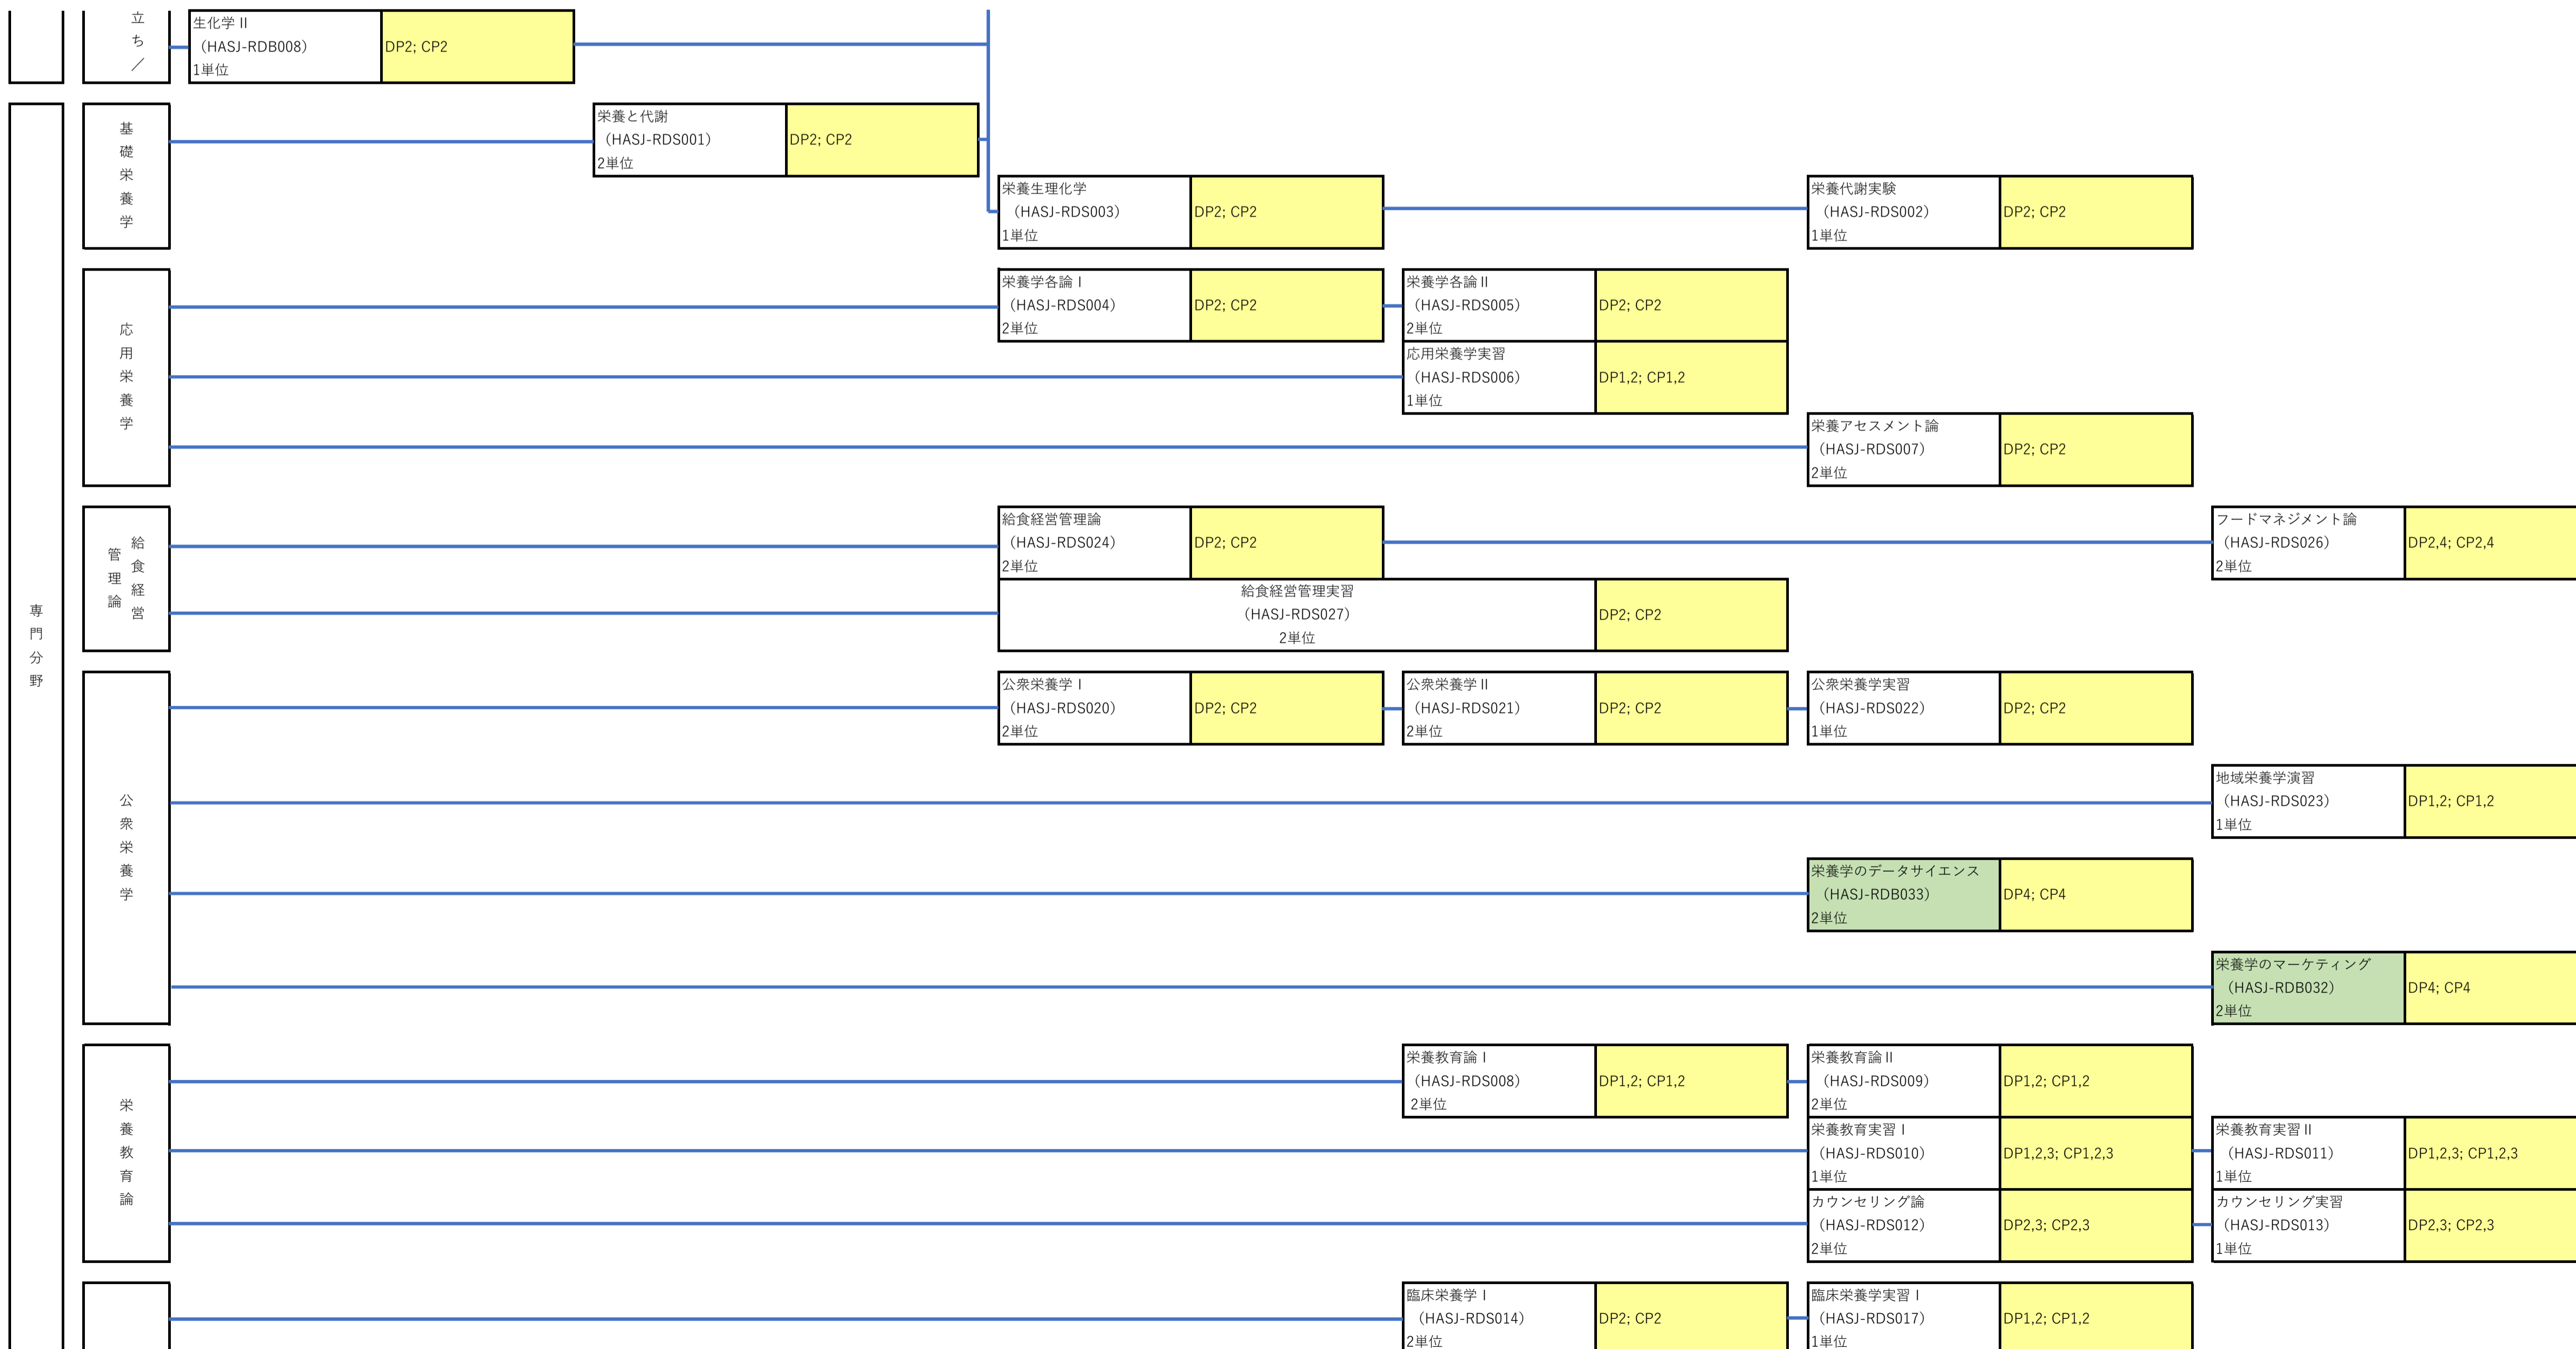 立ち／
生化学Ⅱ
（HASJ-RDB008）
1単位
DP2; CP2
専門分野
基礎栄養学
栄養と代謝
（HASJ-RDS001）
2単位
DP2; CP2
栄養生理化学
（HASJ-RDS003）
1単位
DP2; CP2
栄養代謝実験
（HASJ-RDS002）
1単位
DP2; CP2
応用栄養学
栄養学各論Ⅰ
（HASJ-RDS004）
2単位
DP2; CP2
栄養学各論Ⅱ
（HASJ-RDS005）
2単位
DP2; CP2
応用栄養学実習
（HASJ-RDS006）
1単位
DP1,2; CP1,2
栄養アセスメント論
（HASJ-RDS007）
2単位
DP2; CP2
給食経営
管理論
給食経営管理論
（HASJ-RDS024）
2単位
DP2; CP2
フードマネジメント論
（HASJ-RDS026）
2単位
DP2,4; CP2,4
給食経営管理実習
（HASJ-RDS027）
2単位
DP2; CP2
公衆栄養学
公衆栄養学Ⅰ
（HASJ-RDS020）
2単位
DP2; CP2
公衆栄養学Ⅱ
（HASJ-RDS021）
2単位
DP2; CP2
公衆栄養学実習
（HASJ-RDS022）
1単位
DP2; CP2
地域栄養学演習
（HASJ-RDS023）
1単位
DP1,2; CP1,2
栄養学のデータサイエンス
（HASJ-RDB033）
2単位
DP4; CP4
栄養学のマーケティング
（HASJ-RDB032）
2単位
DP4; CP4
栄養教育論
栄養教育論Ⅰ
（HASJ-RDS008）
2単位
DP1,2; CP1,2
栄養教育論Ⅱ
（HASJ-RDS009）
2単位
DP1,2; CP1,2
栄養教育実習Ⅰ
（HASJ-RDS010）
1単位
DP1,2,3; CP1,2,3
栄養教育実習Ⅱ
（HASJ-RDS011）
1単位
DP1,2,3; CP1,2,3
カウンセリング論
（HASJ-RDS012）
2単位
DP2,3; CP2,3
カウンセリング実習
（HASJ-RDS013）
1単位
DP2,3; CP2,3
臨床栄養学Ⅰ
（HASJ-RDS014）
2単位
DP2; CP2
臨床栄養学実習Ⅰ
（HASJ-RDS017）
1単位
DP1,2; CP1,2